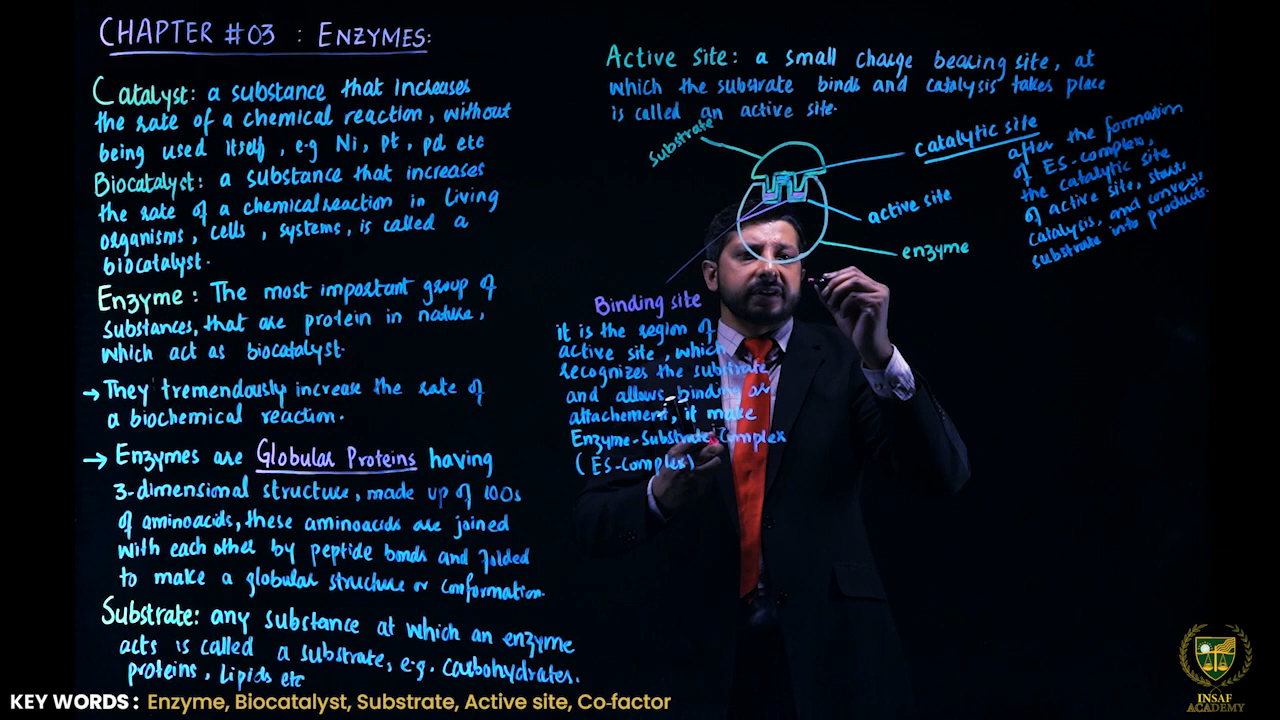 CHAPTER #03 : ENZYMES:
Catalyst: a substance that increases
the rate of a chemical reaction, without
being used itself, e.g Ni, Pt, pd etc
Biocatalyst: a substance that increases
the rate of a chemical reaction in Living
organisms, cells, systems, is called a
biocatalyst.
Enzyme: The most important group of
substances, that are protein in nature,
which act as biocatalyst.
→ They tremendously increase the rate of
a biochemical reaction.
→ Enzymes are Globular Proteins having
3-dimensional structure, made up of 100s
of aminoacids, these aminoacids are joined
with each other by peptide bonds and folded
to make a globular structure or conformation.
Substrate: any substance at which an enzyme
acts is called a substrate, e.g. Carbohydrates.
proteins, Lipids etc
Active site: a small charge bearing site, at
which the substrate binds and catalysis takes place
is called an active site.
Substrate
catalytic site
active site
enzyme
after the formation
of ES-complex,
the catalytic site
of active site, starts
catalysis, and converts
substrate into products.
Binding site
it is the region of
active site, which
recognizes the substrate
and allows binding or
attachement, it make
Enzyme-Substrate Complex
(ES-Complex)
KEY WORDS: Enzyme, Biocatalyst, Substrate, Active site, Co-factor
INSAF
ACADEMY